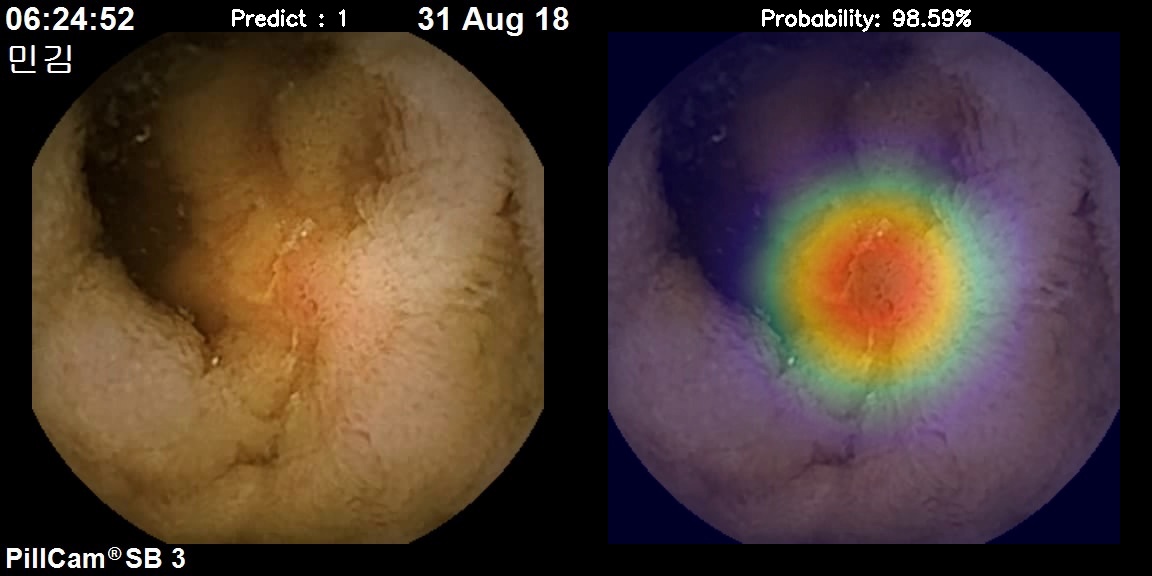 06:24:52
Predict : 1
31 Aug 18
Probability: 98.59%
민김
PillCam® SB 3